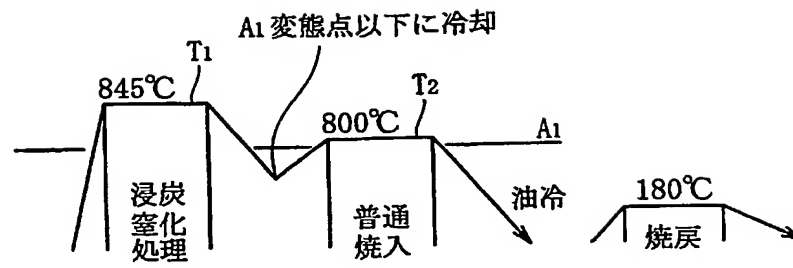 A1変態点以下に冷却
T1
845℃
T2
800℃
A1
浸炭
窒化
処理
普通
焼入
油冷
180℃
焼戻